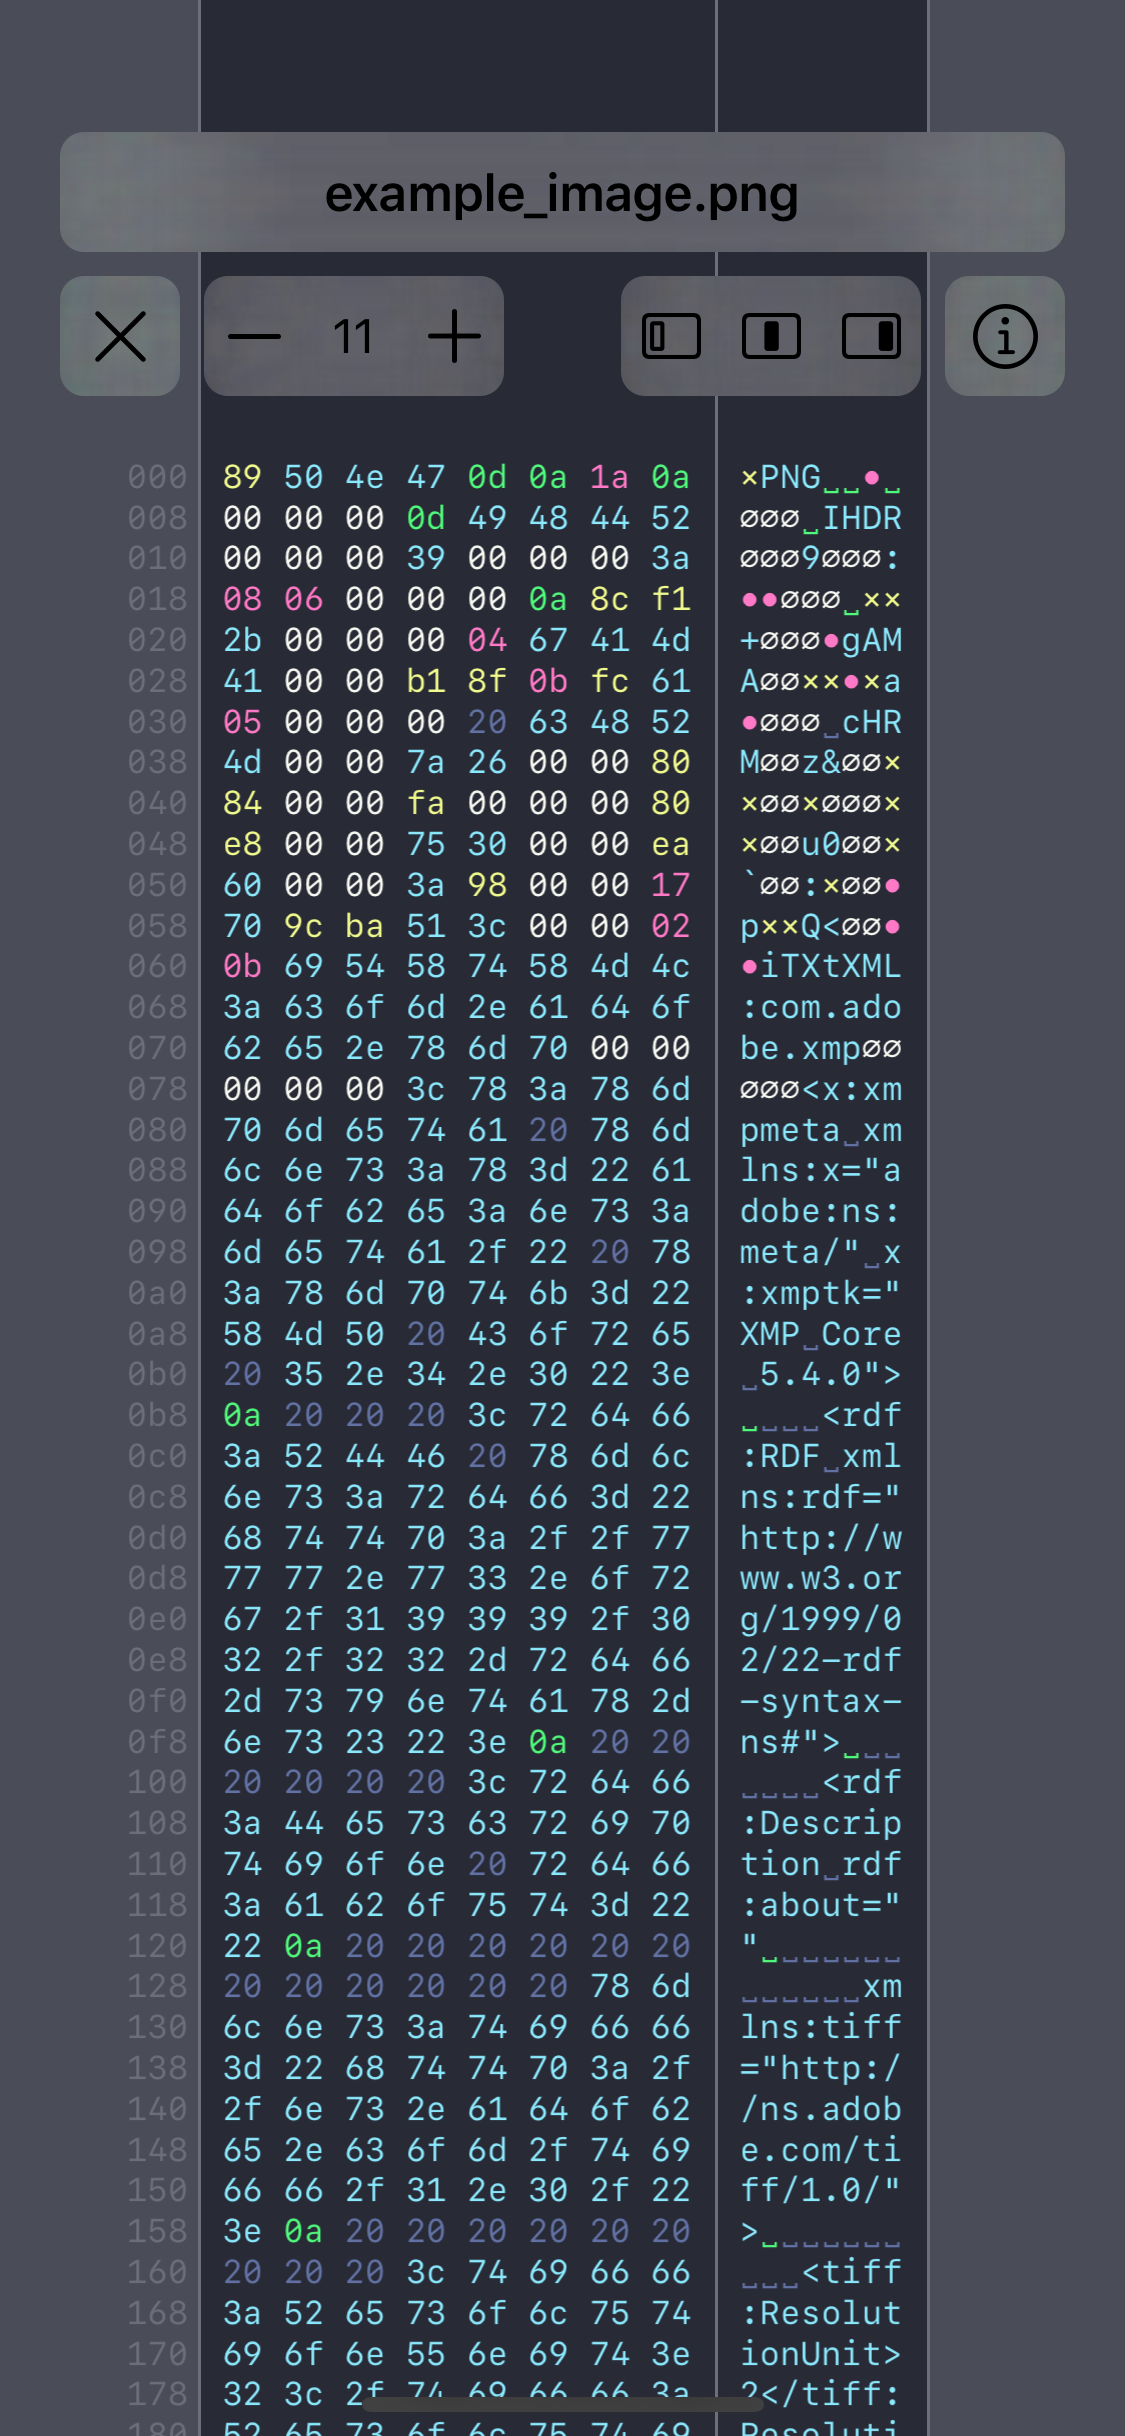 example_image.png
11
000 89 50 4e 47 0d 0a 1a 0a ×PNG␣␣•␣
008 00 00 00 0d 49 48 44 52 ∅∅∅␣IHDR
010 00 00 00 39 00 00 00 3a ∅∅∅9∅∅∅:
018 08 06 00 00 00 0a 8c f1 ••∅∅∅␣××
020 2b 00 00 00 04 67 41 4d +∅∅∅•gAM
028 41 00 00 b1 8f 0b fc 61 A∅∅××•×a
030 05 00 00 00 20 63 48 52 •∅∅∅␣cHR
038 4d 00 00 7a 26 00 00 80 M∅∅z&∅∅×
040 84 00 00 fa 00 00 00 80 ×∅∅×∅∅∅×
048 e8 00 00 75 30 00 00 ea ×∅∅u0∅∅×
050 60 00 00 3a 98 00 00 17 `∅∅:×∅∅•
058 70 9c ba 51 3c 00 00 02 p××Q<∅∅•
060 0b 69 54 58 74 58 4d 4c •iTXtXML
068 3a 63 6f 6d 2e 61 64 6f :com.ado
070 62 65 2e 78 6d 70 00 00 be.xmp∅∅
078 00 00 00 3c 78 3a 78 6d ∅∅∅<x:xm
080 70 6d 65 74 61 20 78 6d pmeta␣xm
088 6c 6e 73 3a 78 3d 22 61 lns:x="a
090 64 6f 62 65 3a 6e 73 3a dobe:ns:
098 6d 65 74 61 2f 22 20 78 meta/"␣x
0a0 3a 78 6d 70 74 6b 3d 22 :xmptk="
0a8 58 4d 50 20 43 6f 72 65 XMP␣Core
0b0 20 35 2e 34 2e 30 22 3e ␣5.4.0">
0b8 0a 20 20 20 3c 72 64 66 ␣␣␣␣<rdf
0c0 3a 52 44 46 20 78 6d 6c :RDF␣xml
0c8 6e 73 3a 72 64 66 3d 22 ns:rdf="
0d0 68 74 74 70 3a 2f 2f 77 http://w
0d8 77 77 2e 77 33 2e 6f 72 ww.w3.or
0e0 67 2f 31 39 39 39 2f 30 g/1999/0
0e8 32 2f 32 32 2d 72 64 66 2/22-rdf
0f0 2d 73 79 6e 74 61 78 2d -syntax-
0f8 6e 73 23 22 3e 0a 20 20 ns#">␣␣␣
100 20 20 20 20 3c 72 64 66 ␣␣␣␣<rdf
108 3a 44 65 73 63 72 69 70 :Descrip
110 74 69 6f 6e 20 72 64 66 tion␣rdf
118 3a 61 62 6f 75 74 3d 22 :about="
120 22 0a 20 20 20 20 20 20 "␣␣␣␣␣␣␣
128 20 20 20 20 20 20 78 6d ␣␣␣␣␣␣xm
130 6c 6e 73 3a 74 69 66 66 lns:tiff
138 3d 22 68 74 74 70 3a 2f ="http:/
140 2f 6e 73 2e 61 64 6f 62 /ns.adob
148 65 2e 63 6f 6d 2f 74 69 e.com/ti
150 66 66 2f 31 2e 30 2f 22 ff/1.0/"
158 3e 0a 20 20 20 20 20 20 >␣␣␣␣␣␣␣
160 20 20 20 3c 74 69 66 66 ␣␣␣<tiff
168 3a 52 65 73 6f 6c 75 74 :Resolut
170 69 6f 6e 55 6e 69 74 3e ionUnit>
178 32 3c 2f 74 69 66 66 3a 2</tiff:
180 52 65 73 6f 6c 75 74 69 Resoluti